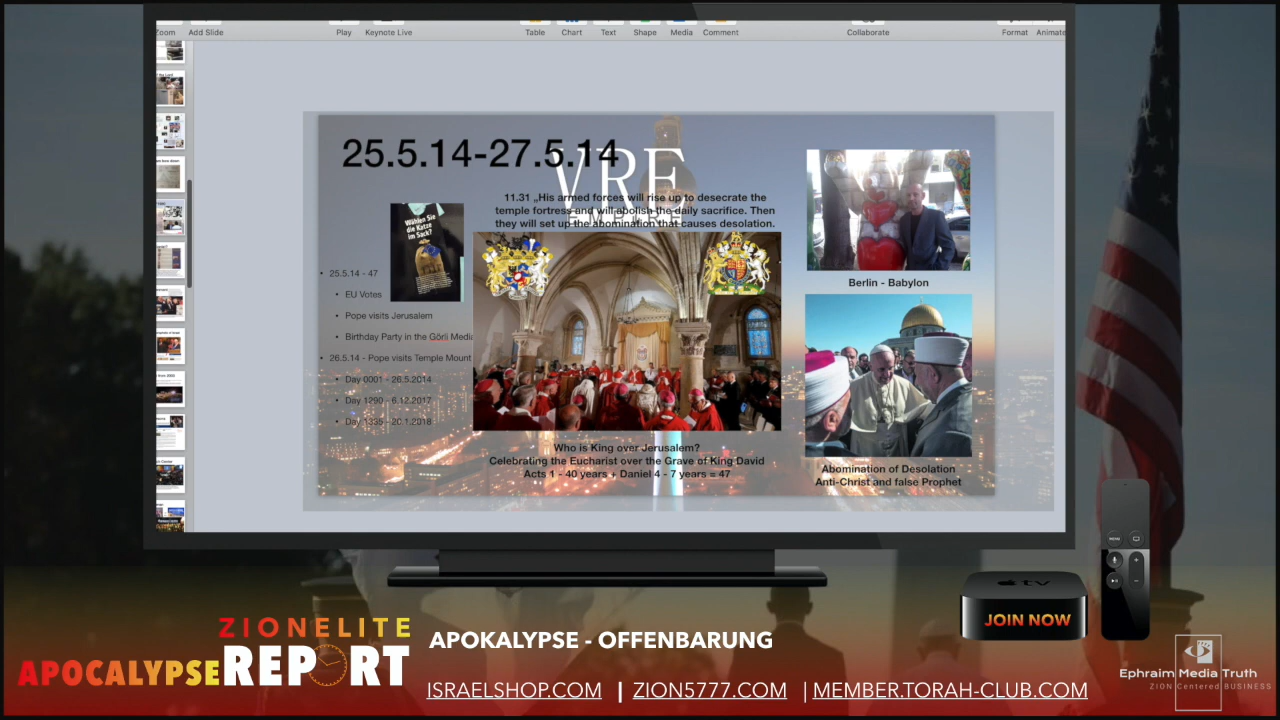 Zoom
Add Slide
Play
Keynote Live
Table
Chart
Text
Shape
Media
Comment
Collaborate
Format
Animate
25.5.14-27.5.14
VRE
11.31 „His armed forces will rise up to desecrate the
temple fortress and will abolish the daily sacrifice. Then
they will set up the abomination that causes desolation.
Wählen Sie
die Katze
im Sack?
• 25.5.14 - 47
• EU Votes
• Pope visits Jerusalem
• Birthday Party in the Görli Media
• 26.5.14 - Pope visits Temple Mount
• Day 0001 - 26.5.2014
• Day 1290 - 6.12.2017
• Day 1335 - 20.1.2018
Who is King over Jerusalem?
Celebrating the Eucharist over the Grave of King David
Acts 1 - 40 years + Daniel 4 - 7 years = 47
Berlin - Babylon
Abomination of Desolation
Anti-Christ and false Prophet
MENU
tv
JOIN NOW
ZIONELITE
APOCALYPSE REPORT
APOKALYPSE - OFFENBARUNG
ISRAELSHOP.COM | ZION5777.COM | MEMBER.TORAH-CLUB.COM
Ephraim Media Truth
ZION Centered BUSINESS